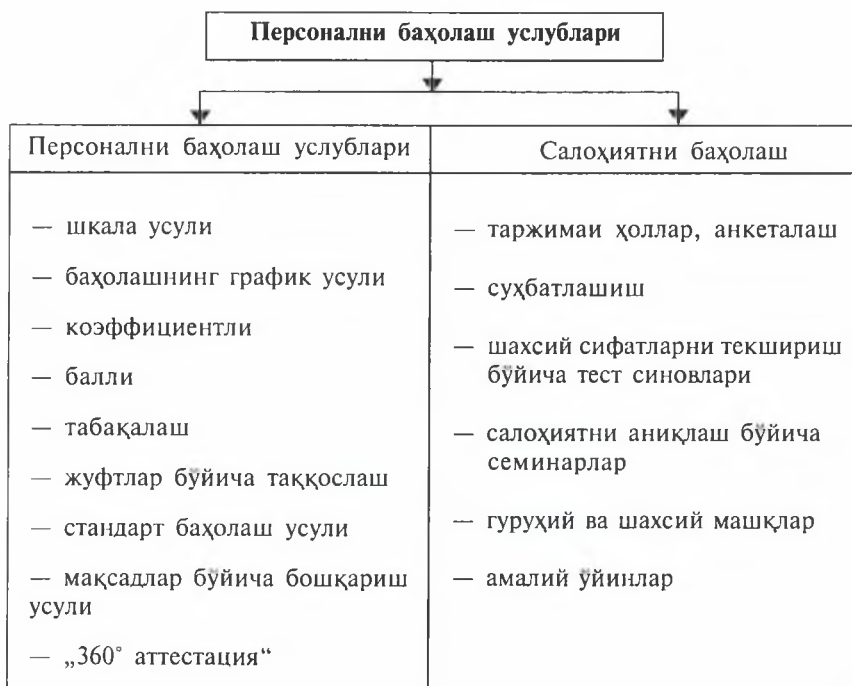 Персонални баҳолаш услублари
Персонални баҳолаш услублари
— шкала усули
— баҳолашнинг график усули
— коэффициентли
— балли
— табақалаш
— жуфтлар бўйича таққослаш
— стандарт баҳолаш усули
— мақсадлар бўйича бошқариш
усули
— „360° аттестация“
Салоҳиятни баҳолаш
— таржимаи ҳоллар, анкеталаш
— суҳбатлашиш
— шахсий сифатларни текшириш
бўйича тест синовлари
— салоҳиятни аниқлаш бўйича
семинарлар
— гуруҳий ва шахсий машқлар
— амалий ўйинлар